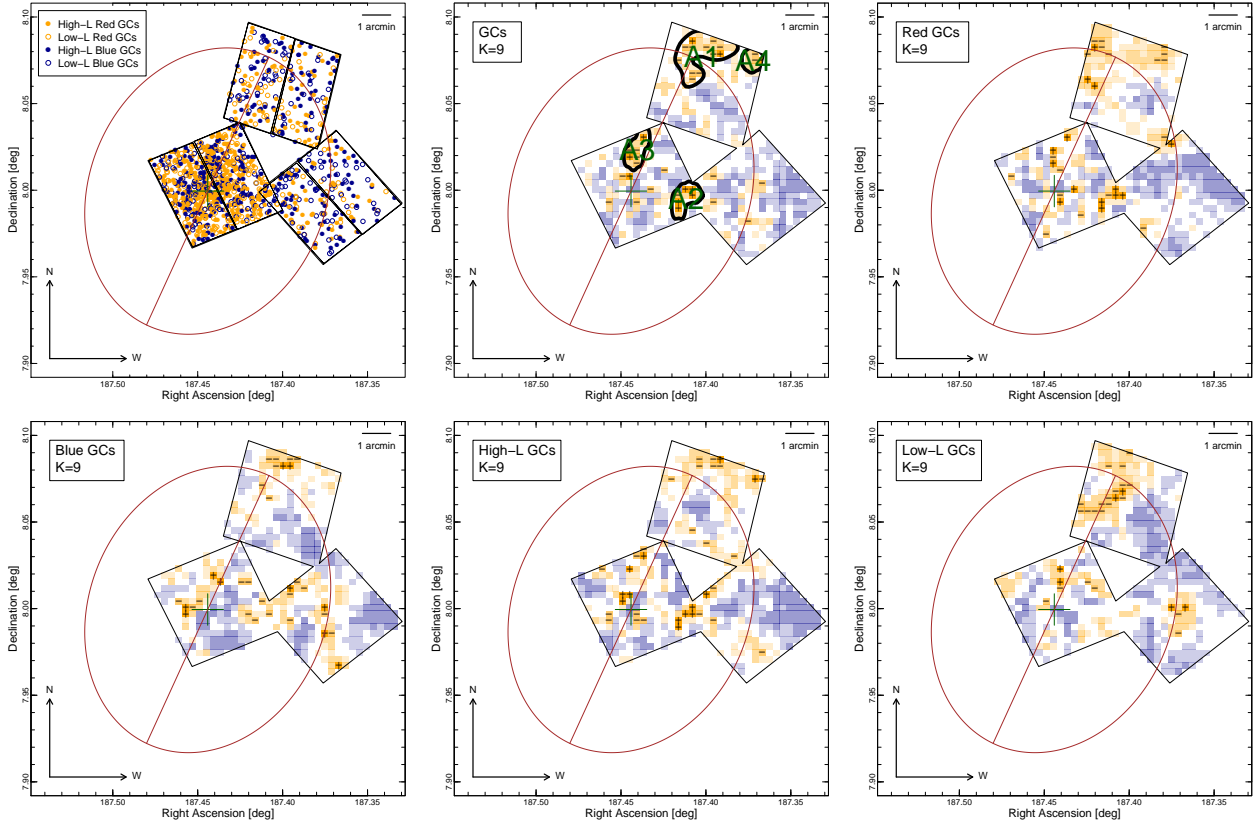 High−L Red GCs
Low−L Red GCs
High−L Blue GCs
Low−L Blue GCs
1 arcmin
N
W
8.10
8.05
8.00
7.95
7.90
Declination [deg]
187.50
187.45
187.40
187.35
Right Ascension [deg]
GCs
K=9
1 arcmin
A1
A4
A3
A2
N
W
8.10
8.05
8.00
7.95
7.90
Declination [deg]
187.50
187.45
187.40
187.35
Right Ascension [deg]
Red GCs
K=9
1 arcmin
N
W
8.10
8.05
8.00
7.95
7.90
Declination [deg]
187.50
187.45
187.40
187.35
Right Ascension [deg]
Blue GCs
K=9
1 arcmin
N
W
8.10
8.05
8.00
7.95
7.90
Declination [deg]
187.50
187.45
187.40
187.35
Right Ascension [deg]
High−L GCs
K=9
1 arcmin
N
W
8.10
8.05
8.00
7.95
7.90
Declination [deg]
187.50
187.45
187.40
187.35
Right Ascension [deg]
Low−L GCs
K=9
1 arcmin
N
W
8.10
8.05
8.00
7.95
7.90
Declination [deg]
187.50
187.45
187.40
187.35
Right Ascension [deg]